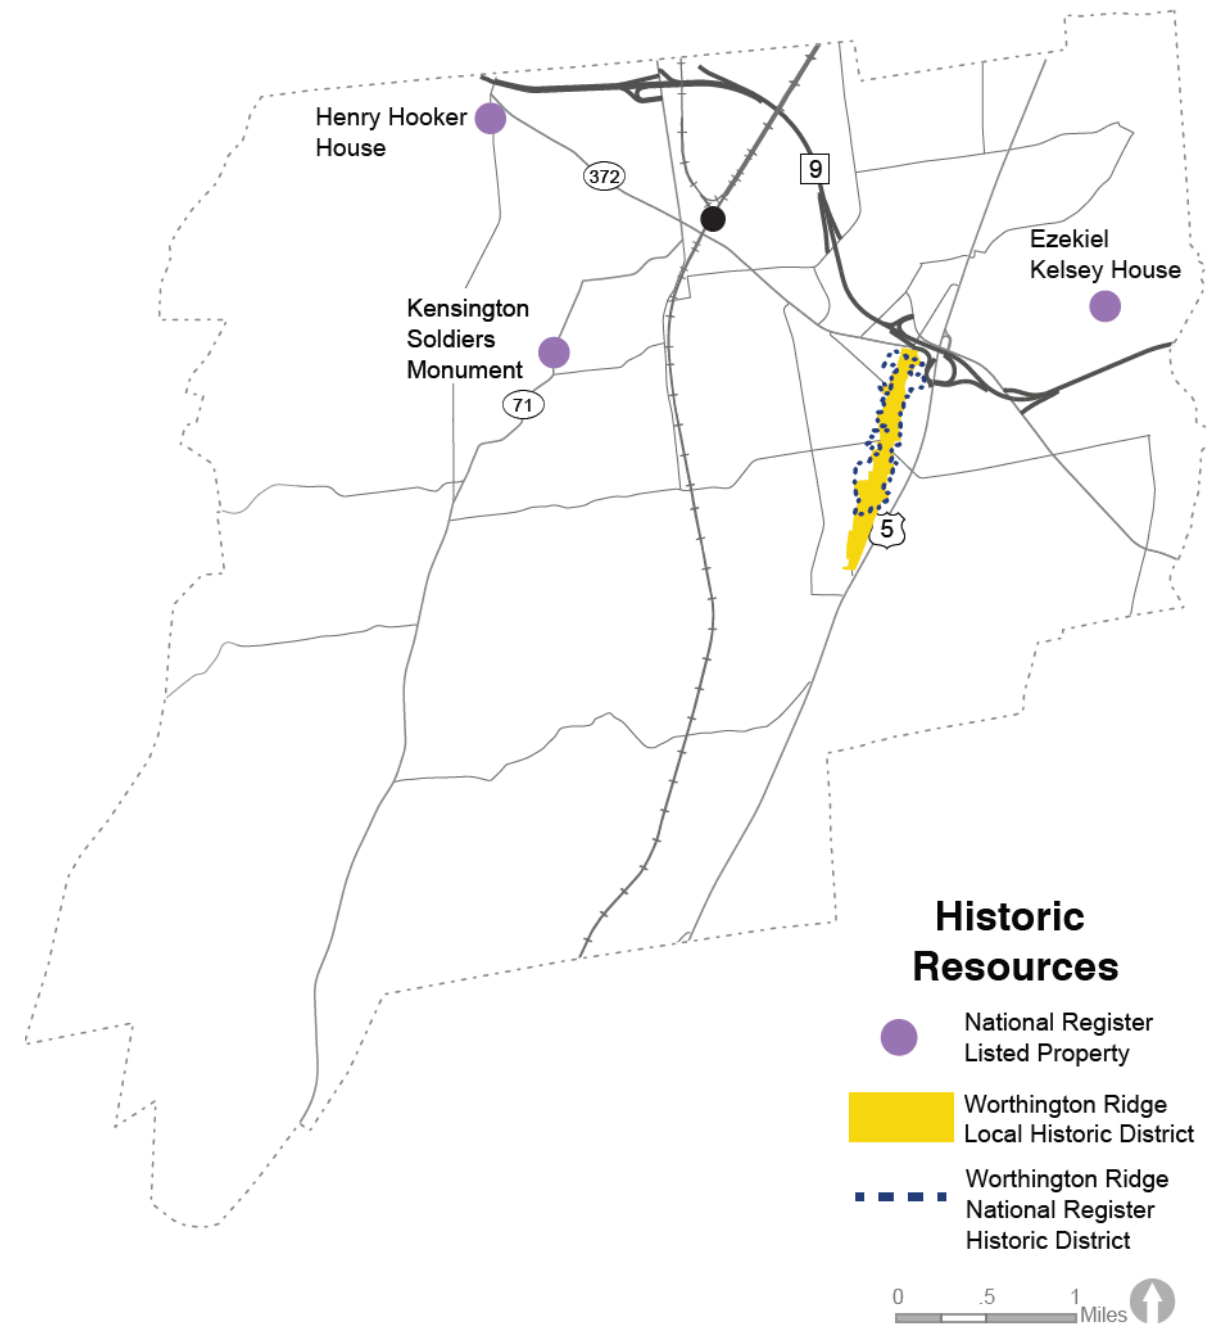 Henry Hooker
House
372
9
Ezekiel
Kelsey House
Kensington
Soldiers
Monument
71
5
Historic
Resources
National Register
Listed Property
Worthington Ridge
Local Historic District
Worthington Ridge
National Register
Historic District
0 .5 1
Miles